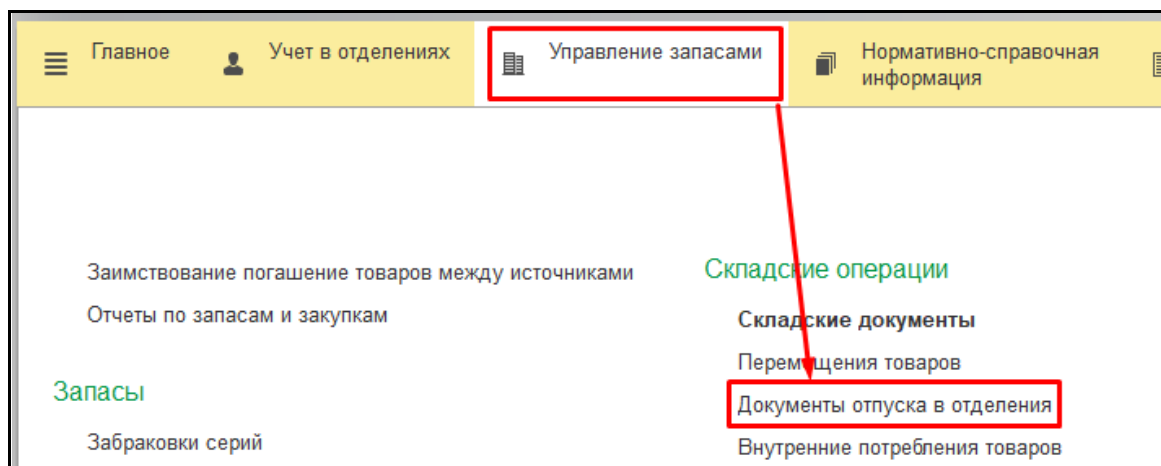 Главное
Учет в отделениях
Управление запасами
Нормативно-справочная
информация
Заимствование погашение товаров между источниками
Отчеты по запасам и закупкам
Запасы
Забраковки серий
Складские операции
Складские документы
Перемещения товаров
Документы отпуска в отделения
Внутренние потребления товаров